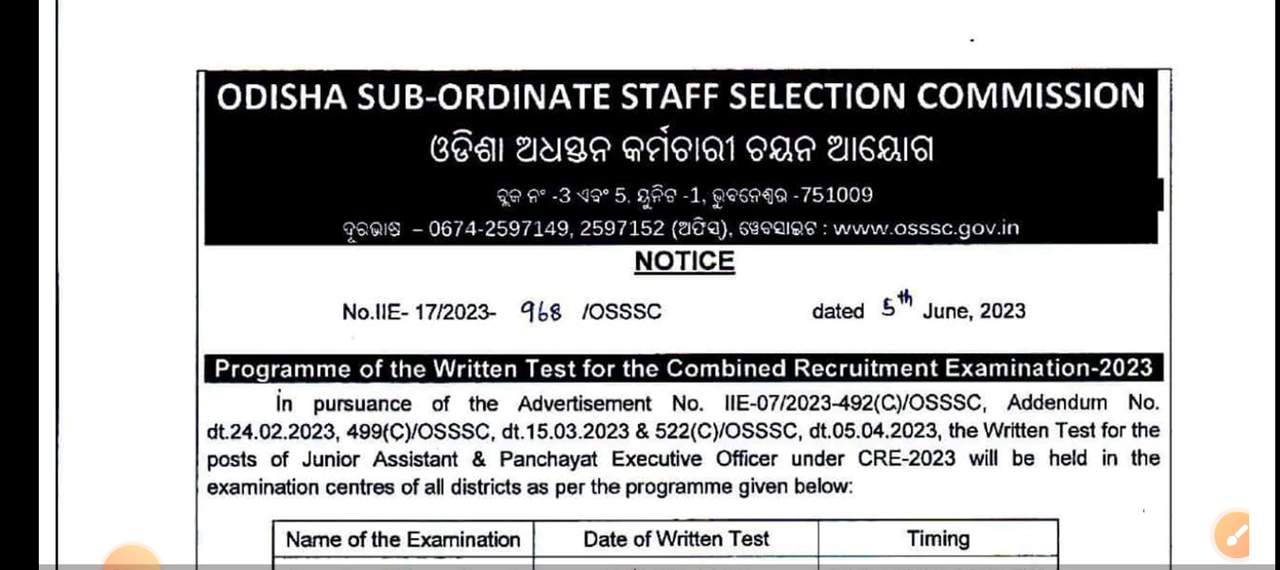 ODISHA SUB-ORDINATE STAFF SELECTION COMMISSION
ଓଡିଶା ଅଧସ୍ତନ କର୍ମଚାରୀ ଚୟନ ଆୟୋଗ
ବ୍ଲକ ନଂ -3 ଏବଂ 5, ୟୁନିଟ -1, ଭୁବନେଶ୍ୱର -751009
ଦୂରଭାଷ – 0674-2597149, 2597152 (ଅଫିସ୍), ୱେବସାଇଟ : www.osssc.gov.in
NOTICE
No.IIE- 17/2023- 968 /OSSSC dated 5th June, 2023
Programme of the Written Test for the Combined Recruitment Examination-2023
In pursuance of the Advertisement No. IIE-07/2023-492(C)/OSSSC, Addendum No.
dt.24.02.2023, 499(C)/OSSSC, dt.15.03.2023 & 522(C)/OSSSC, dt.05.04.2023, the Written Test for the
posts of Junior Assistant & Panchayat Executive Officer under CRE-2023 will be held in the
examination centres of all districts as per the programme given below:
Name of the Examination Date of Written Test Timing